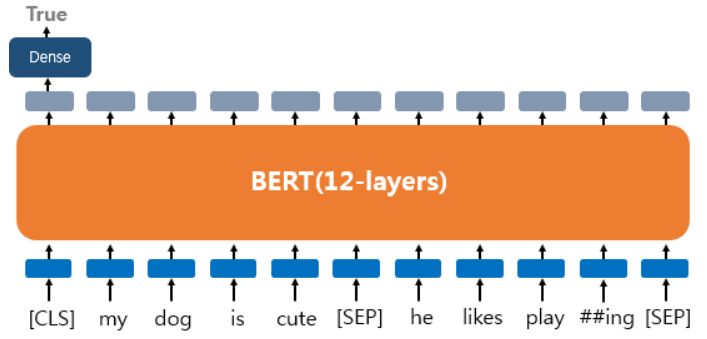 True
Dense
BERT(12-layers)
[CLS] my dog is cute [SEP] he likes play ##ing [SEP]